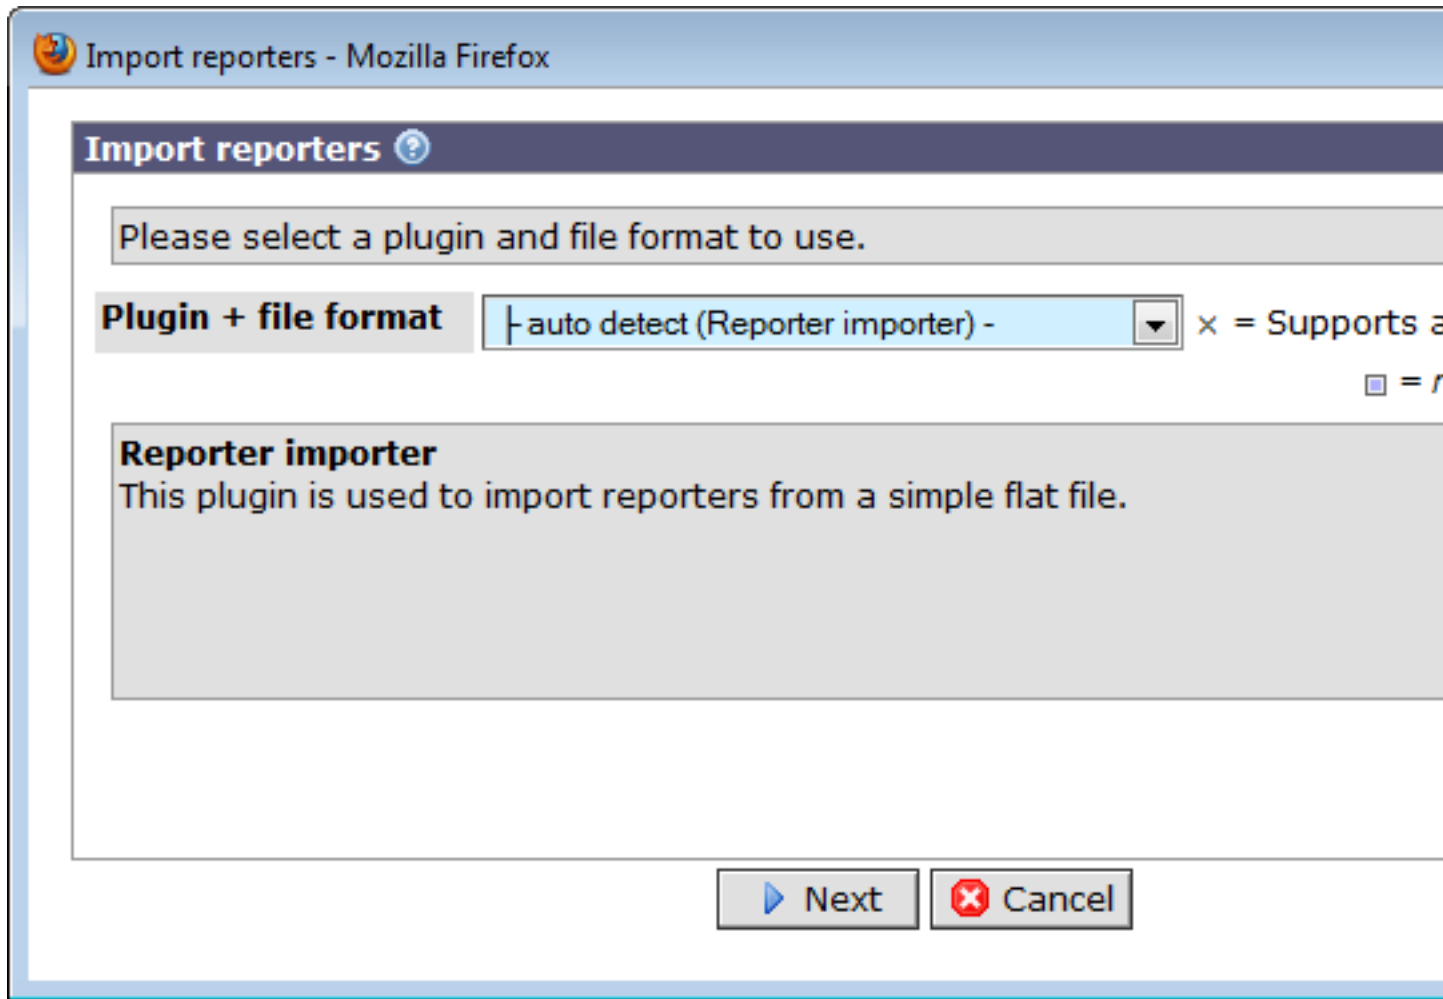 Import reporters - Mozilla Firefox
Import reporters
Please select a plugin and file format to use.
Plugin + file format ├ auto detect (Reporter importer) - × = Supports
=
Reporter importer
This plugin is used to import reporters from a simple flat file.
Next Cancel